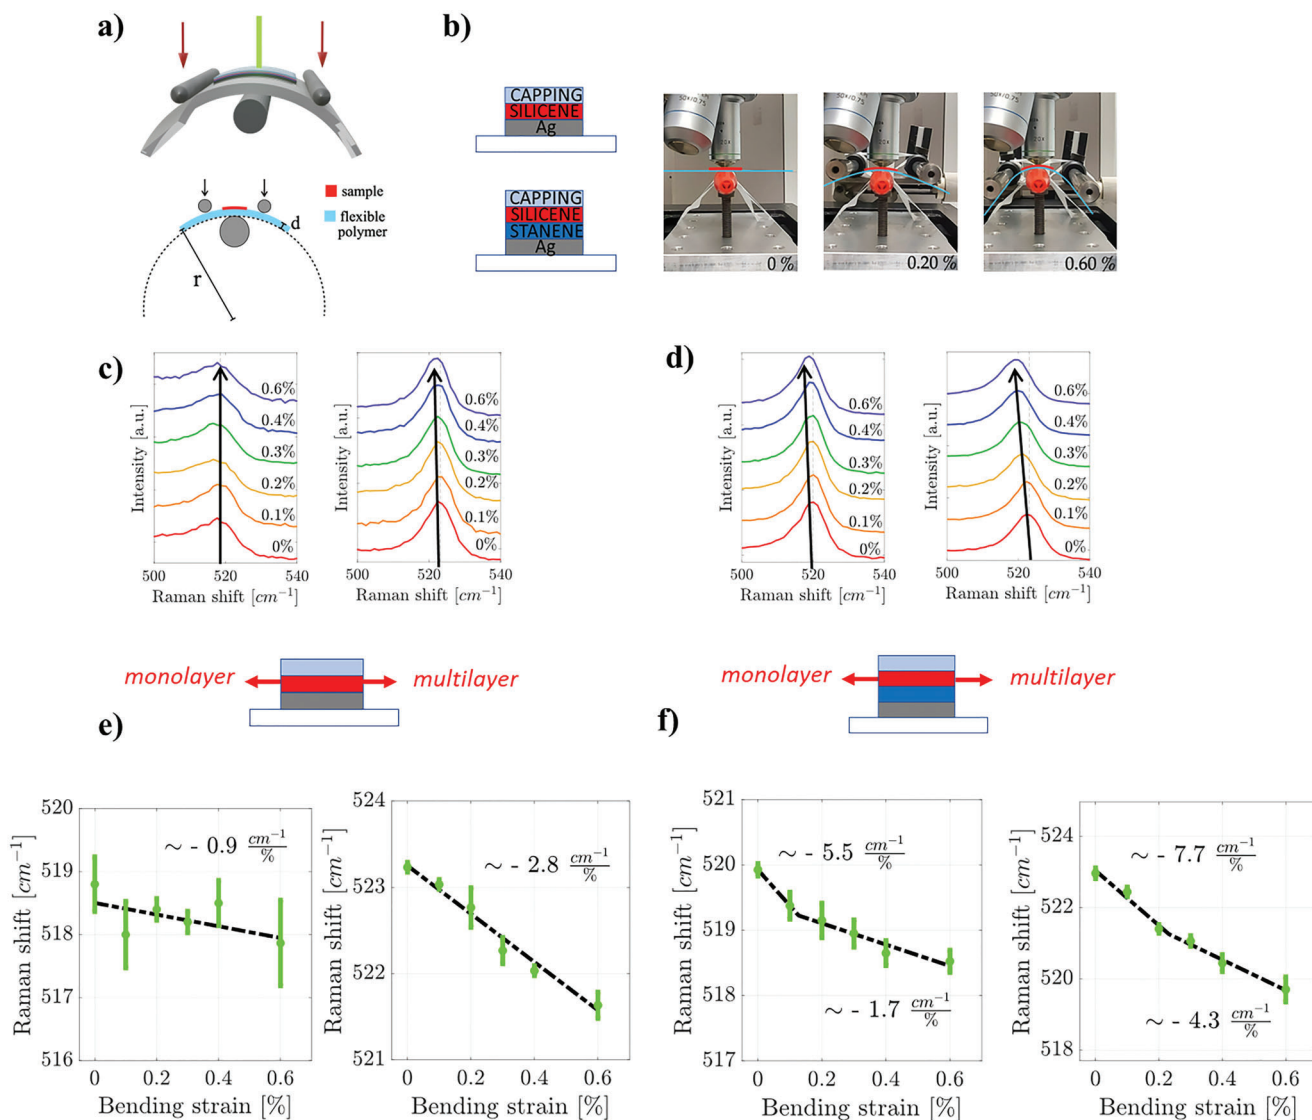 a)
b)
sample
flexible
polymer
d
r
CAPPING
SILICENE
Ag
CAPPING
SILICENE
STANENE
Ag
50x/0.75
0 %
0.20 %
0.60 %
c)
Intensity [a.u.]
0.6%
0.4%
0.3%
0.2%
0.1%
0%
500 520 540
Raman shift [cm⁻¹]
Intensity [a.u.]
0.6%
0.4%
0.3%
0.2%
0.1%
0%
500 520 540
Raman shift [cm⁻¹]
d)
Intensity [a.u.]
0.6%
0.4%
0.3%
0.2%
0.1%
0%
500 520 540
Raman shift [cm⁻¹]
Intensity [a.u.]
0.6%
0.4%
0.3%
0.2%
0.1%
0%
500 520 540
Raman shift [cm⁻¹]
monolayer multilayer
monolayer multilayer
e)
Raman shift [cm⁻¹]
520
519
518
517
516
~ - 0.9 cm⁻¹/%
0 0.2 0.4 0.6
Bending strain [%]
Raman shift [cm⁻¹]
524
523
522
521
~ - 2.8 cm⁻¹/%
0 0.2 0.4 0.6
Bending strain [%]
f)
Raman shift [cm⁻¹]
521
520
519
518
517
~ - 5.5 cm⁻¹/%
~ - 1.7 cm⁻¹/%
0 0.2 0.4 0.6
Bending strain [%]
Raman shift [cm⁻¹]
524
522
520
518
~ - 7.7 cm⁻¹/%
~ - 4.3 cm⁻¹/%
0 0.2 0.4 0.6
Bending strain [%]